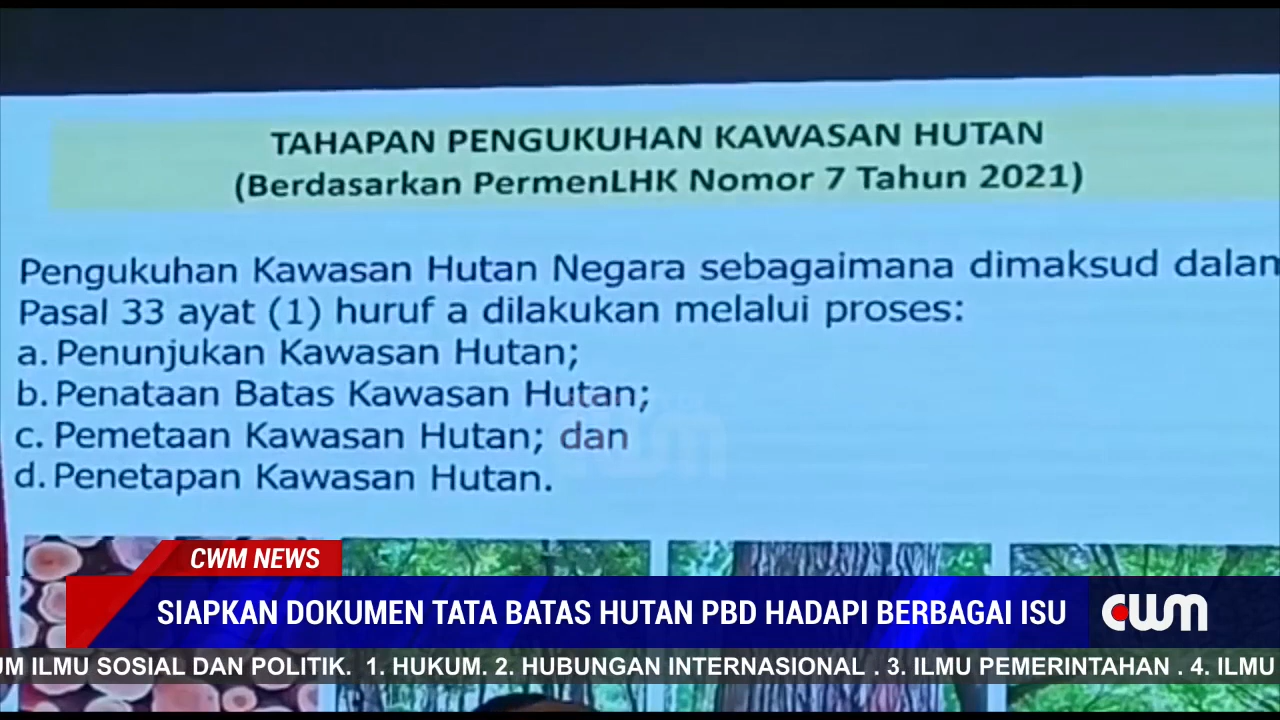 TAHAPAN PENGUKUHAN KAWASAN HUTAN
(Berdasarkan PermenLHK Nomor 7 Tahun 2021)
Pengukuhan Kawasan Hutan Negara sebagaimana dimaksud dalam
Pasal 33 ayat (1) huruf a dilakukan melalui proses:
a. Penunjukan Kawasan Hutan;
b. Penataan Batas Kawasan Hutan;
c. Pemetaan Kawasan Hutan; dan
d. Penetapan Kawasan Hutan.
cwm
CWM NEWS
SIAPKAN DOKUMEN TATA BATAS HUTAN PBD HADAPI BERBAGAI ISU
cwm
UM ILMU SOSIAL DAN POLITIK. 1. HUKUM. 2. HUBUNGAN INTERNASIONAL . 3. ILMU PEMERINTAHAN . 4. ILMU